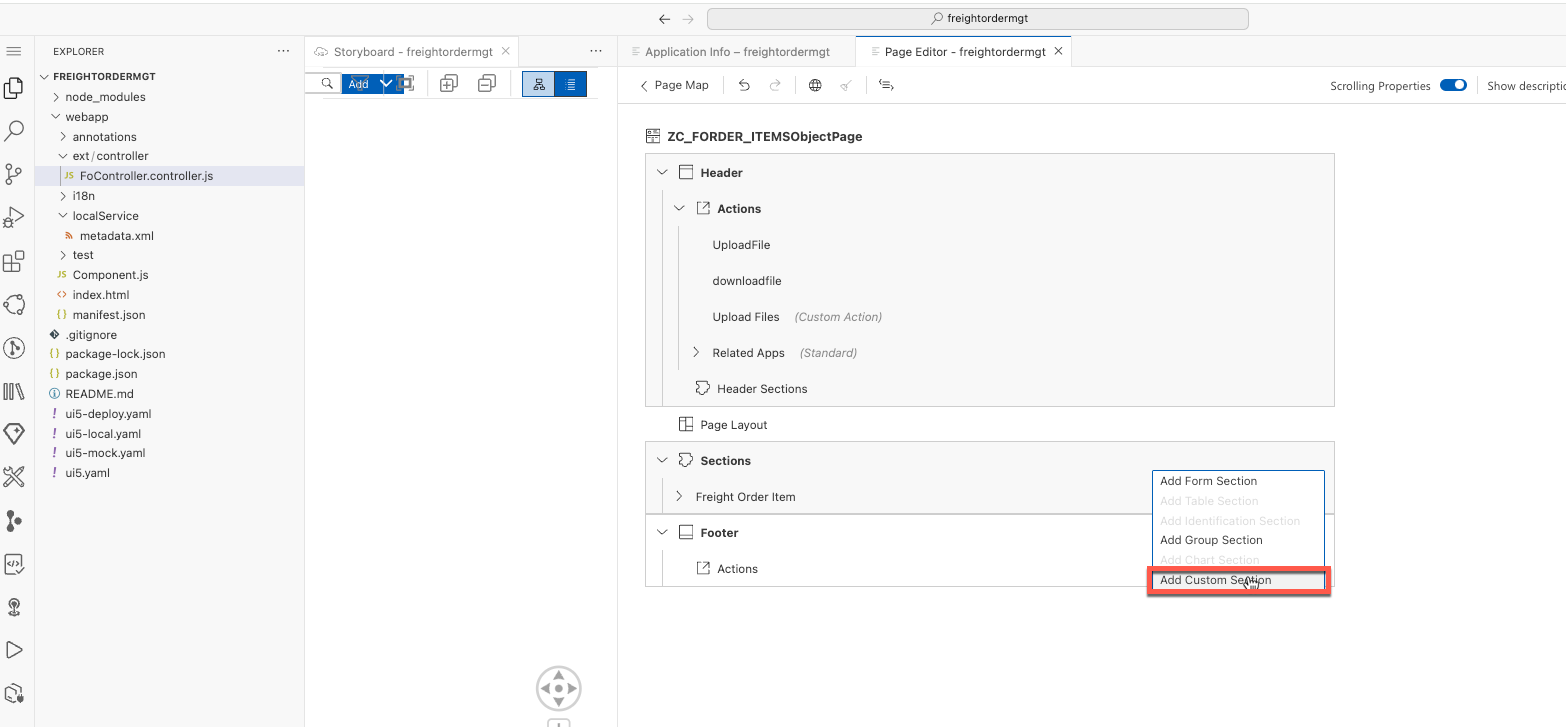 freightordermgt
EXPLORER
FREIGHTORDERMGT
node_modules
webapp
annotations
ext / controller
JS FoController.controller.js
i18n
localService
metadata.xml
test
JS Component.js
<> index.html
{} manifest.json
.gitignore
{} package-lock.json
{} package.json
README.md
! ui5-deploy.yaml
! ui5-local.yaml
! ui5-mock.yaml
! ui5.yaml
Storyboard - freightordermgt
Add
Application Info – freightordermgt
Page Editor - freightordermgt
Page Map
Scrolling Properties
Show descriptio
ZC_FORDER_ITEMSObjectPage
Header
Actions
UploadFile
downloadfile
Upload Files (Custom Action)
Related Apps (Standard)
Header Sections
Page Layout
Sections
Freight Order Item
Footer
Actions
Add Form Section
Add Table Section
Add Identification Section
Add Group Section
Add Chart Section
Add Custom Section